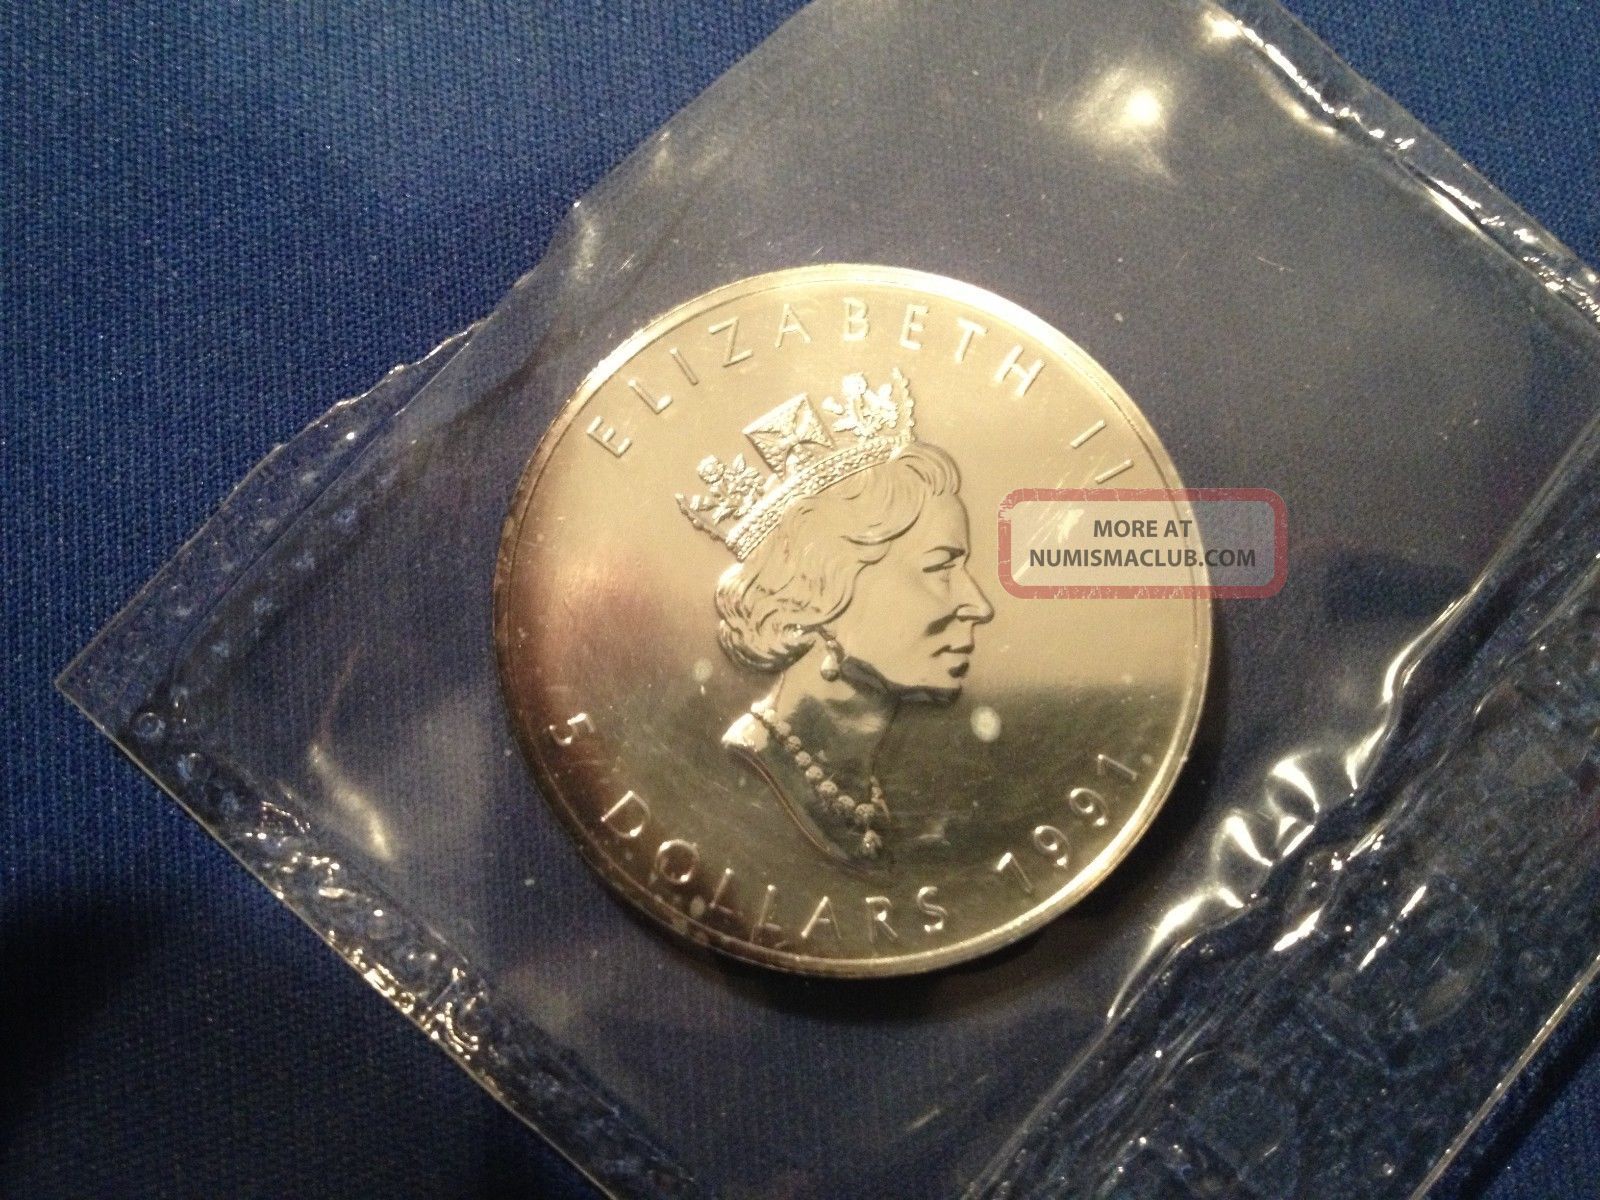 ELIZABETH II
5 DOLLARS 1991
MORE AT
NUMISMACLUB.COM